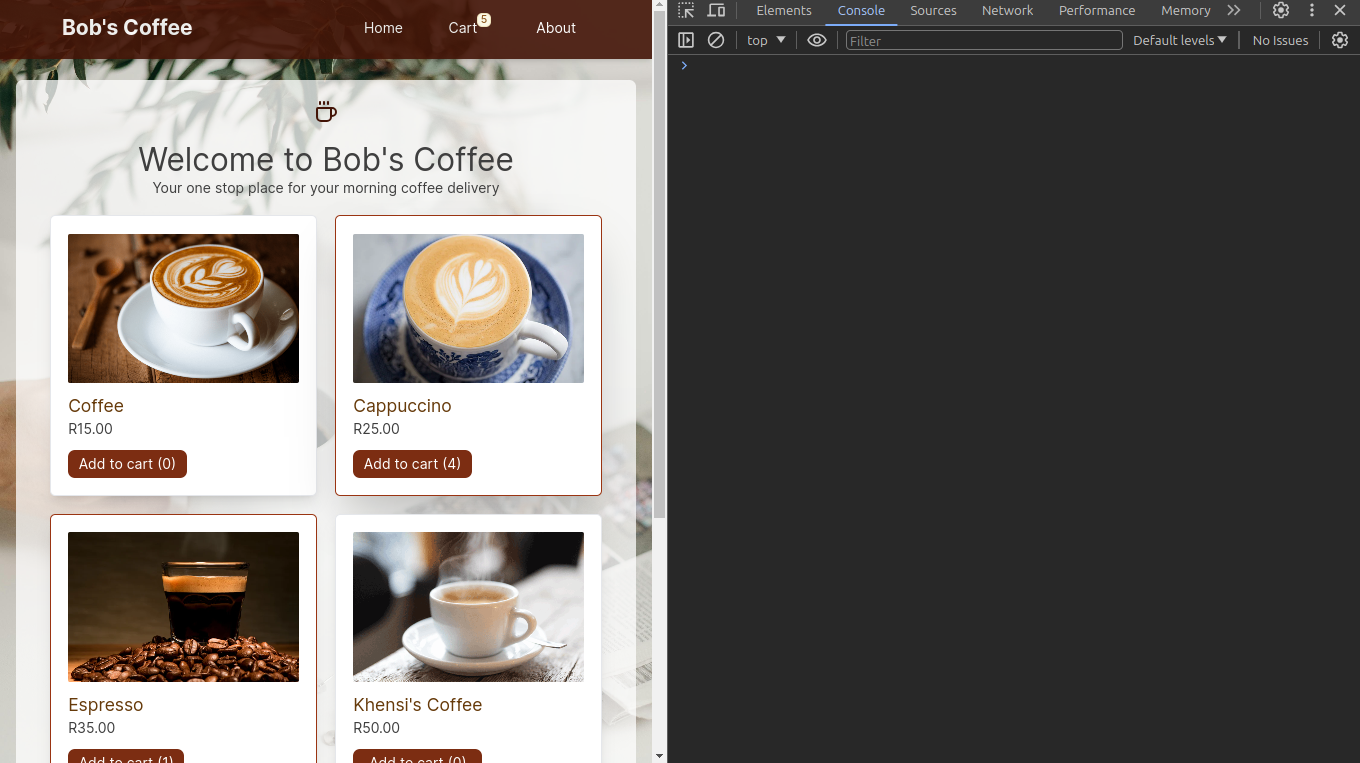 Bob's Coffee
Home
Cart
5
About
Welcome to Bob's Coffee
Your one stop place for your morning coffee delivery
Coffee
R15.00
Add to cart (0)
Cappuccino
R25.00
Add to cart (4)
Espresso
R35.00
Add to cart (1)
Khensi's Coffee
R50.00
Add to cart (0)
Elements
Console
Sources
Network
Performance
Memory
top
Filter
Default levels
No Issues